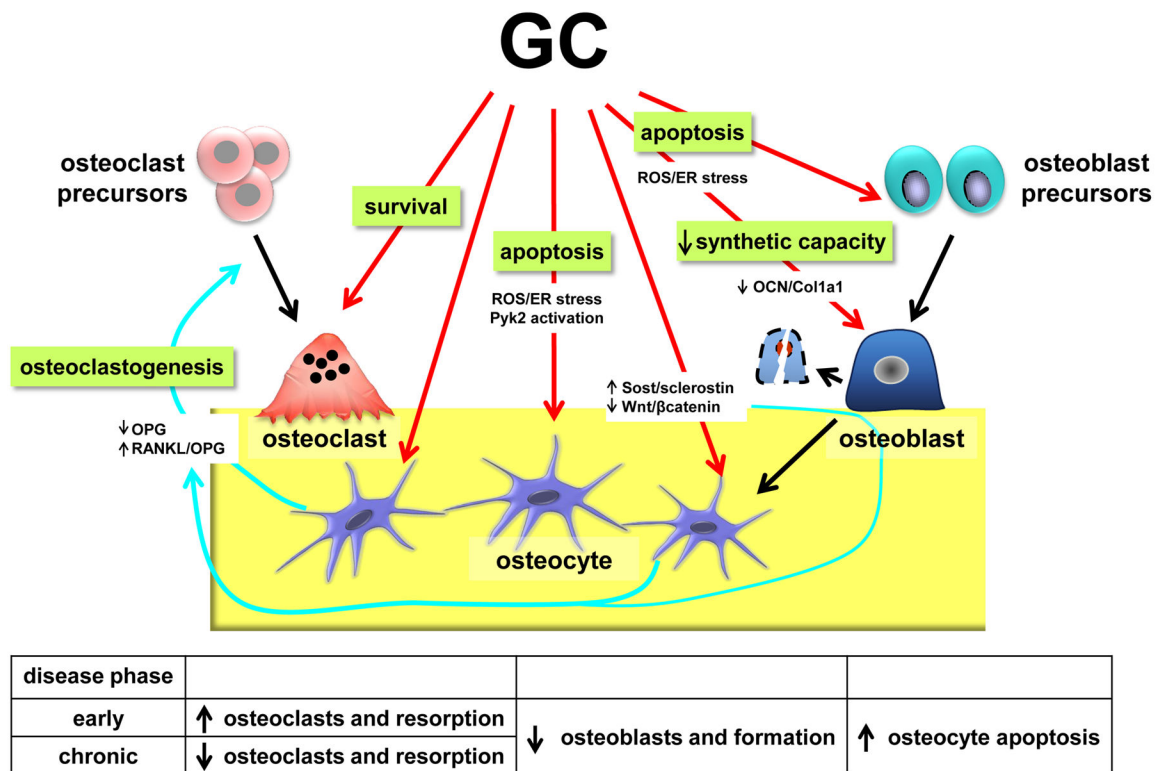 GC
apoptosis
ROS/ER stress
osteoclast
precursors
osteoblast
precursors
survival
apoptosis
ROS/ER stress
Pyk2 activation
↓ synthetic capacity
↓ OCN/Col1a1
osteoclastogenesis
↓ OPG
↑ RANKL/OPG
↑ Sost/sclerostin
↓ Wnt/βcatenin
osteoclast
osteoblast
osteocyte
disease phase
early
↑ osteoclasts and resorption
chronic
↓ osteoclasts and resorption
↓ osteoblasts and formation
↑ osteocyte apoptosis